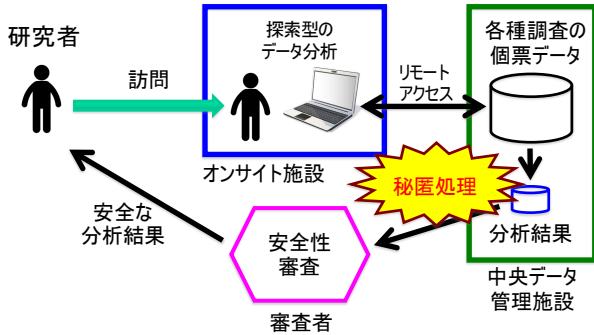 研究者
訪問
探索型の
データ分析
オンサイト施設
リモート
アクセス
各種調査の
個票データ
秘匿処理
分析結果
中央データ
管理施設
安全性
審査
審査者
安全な
分析結果